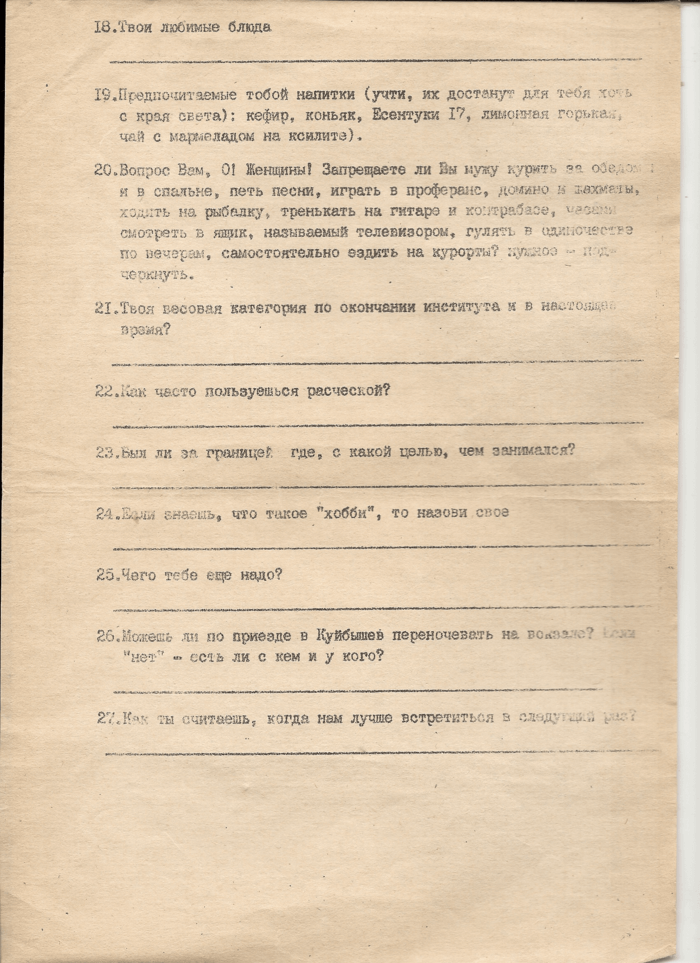 18.Твои любимые блюда
19.Предпочитаемые тобой напитки (учти, их достанут для тебя хоть
с края света): кефир, коньяк, Есентуки 17, лимонная горькая,
чай с мармеладом на ксилите).
20.Вопрос Вам, О! Женщины! Запрещаете ли Вы мужу курить за обедом
и в спальне, петь песни, играть в проферанс, домино и шахматы,
ходить на рыбалку, тренькать на гитаре и контрабасе, часами
смотреть в ящик, называемый телевизором, гулять в одиночестве
по вечерам, самостоятельно ездить на курорты? нужное - под-
черкнуть.
21.Твоя весовая категория по окончании института и в настоящее
время?
22.Как часто пользуешься расческой?
23.Был ли за границей где, с какой целью, чем занимался?
24.Если знаешь, что такое "хобби", то назови свое
25.Чего тебе еще надо?
26.Можешь ли по приезде в Куйбышев переночевать на вокзале? Если
"нет" - есть ли с кем и у кого?
27.Как ты считаешь, когда нам лучше встретиться в следущий раз?